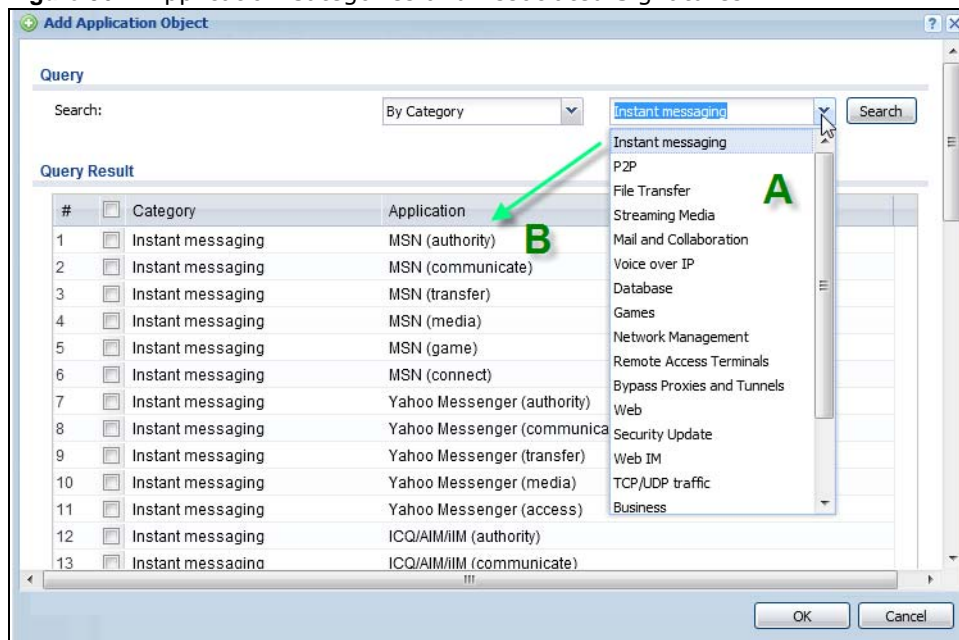 Add Application Object
Query
Search:
By Category
Instant messaging
Search
Instant messaging
P2P
File Transfer
Streaming Media
Mail and Collaboration
Voice over IP
Database
Games
Network Management
Remote Access Terminals
Bypass Proxies and Tunnels
Web
Security Update
Web IM
TCP/UDP traffic
Business
A
Query Result
# Category Application
B
1 Instant messaging MSN (authority)
2 Instant messaging MSN (communicate)
3 Instant messaging MSN (transfer)
4 Instant messaging MSN (media)
5 Instant messaging MSN (game)
6 Instant messaging MSN (connect)
7 Instant messaging Yahoo Messenger (authority)
8 Instant messaging Yahoo Messenger (communica
9 Instant messaging Yahoo Messenger (transfer)
10 Instant messaging Yahoo Messenger (media)
11 Instant messaging Yahoo Messenger (access)
12 Instant messaging ICQ/AIM/iIM (authority)
13 Instant messaging ICQ/AIM/iIM (communicate)
OK Cancel